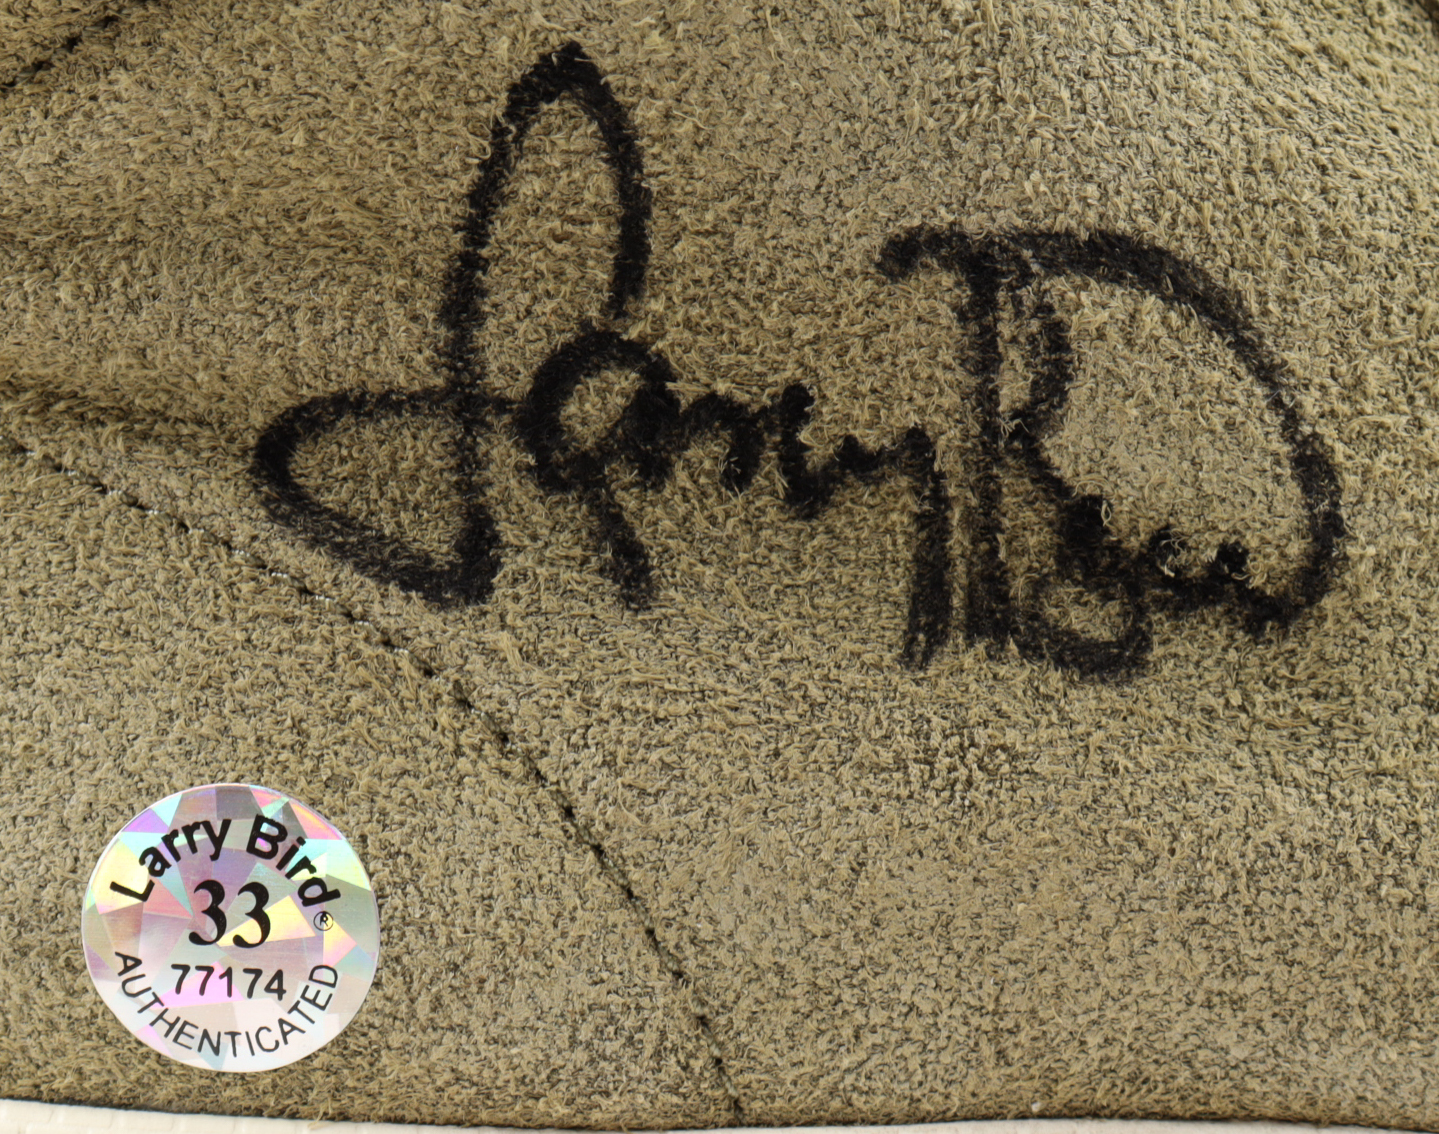 Larry Bird
Larry Bird®
33
77174
AUTHENTICATED